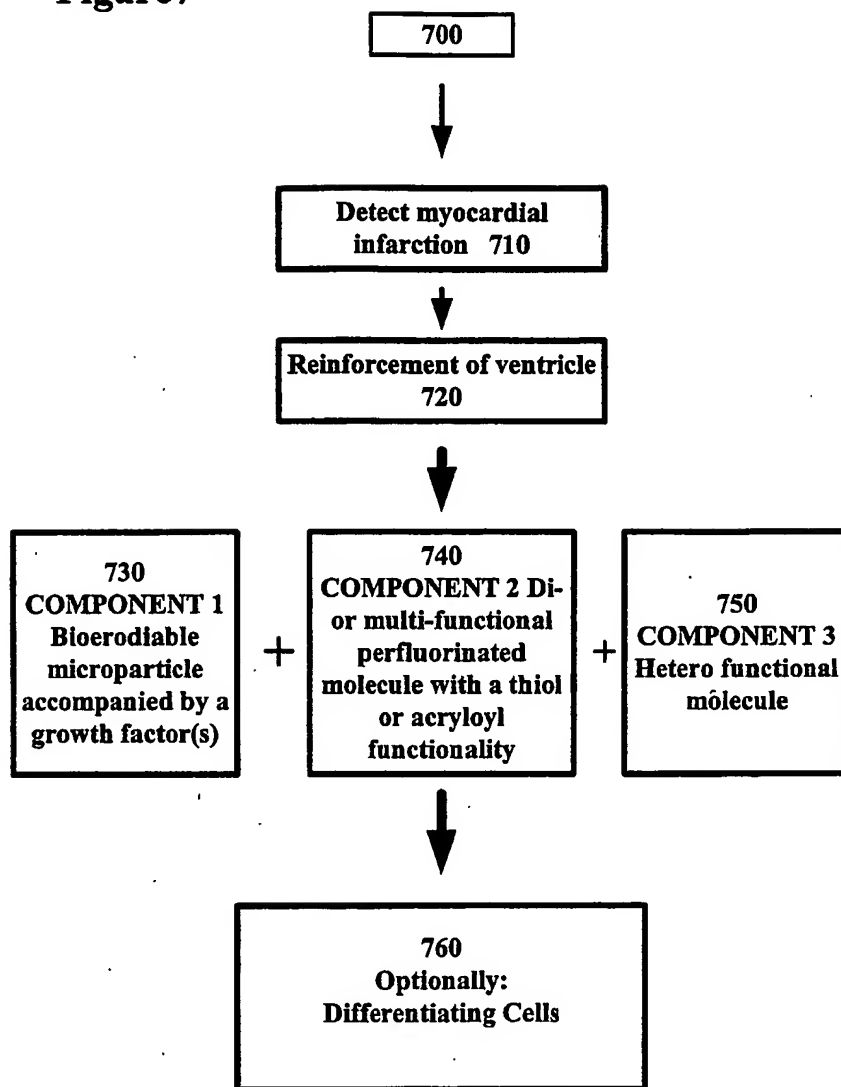 Figure7
700
Detect myocardial
infarction 710
Reinforcement of ventricle
720
730
COMPONENT 1
Bioerodiable
microparticle
accompanied by a
growth factor(s)
+
740
COMPONENT 2 Di-
or multi-functional
perfluorinated
molecule with a thiol
or acryloyl
functionality
+
750
COMPONENT 3
Hetero functional
molecule
760
Optionally:
Differentiating Cells